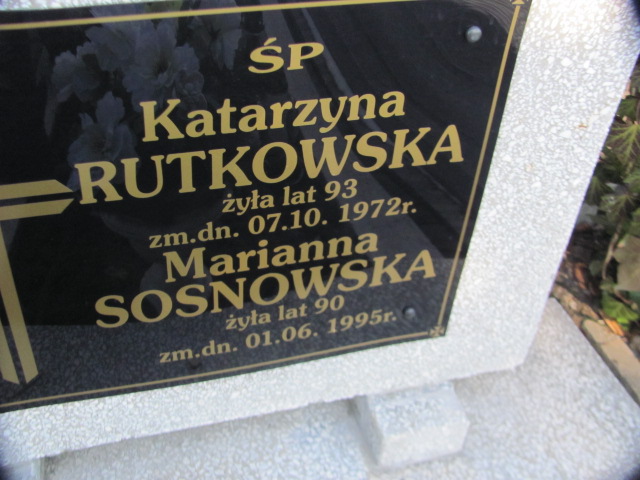 ŚP
Katarzyna
RUTKOWSKA
żyła lat 93
zm.dn. 07.10. 1972r.
Marianna
SOSNOWSKA
żyła lat 90
zm.dn. 01.06. 1995r.